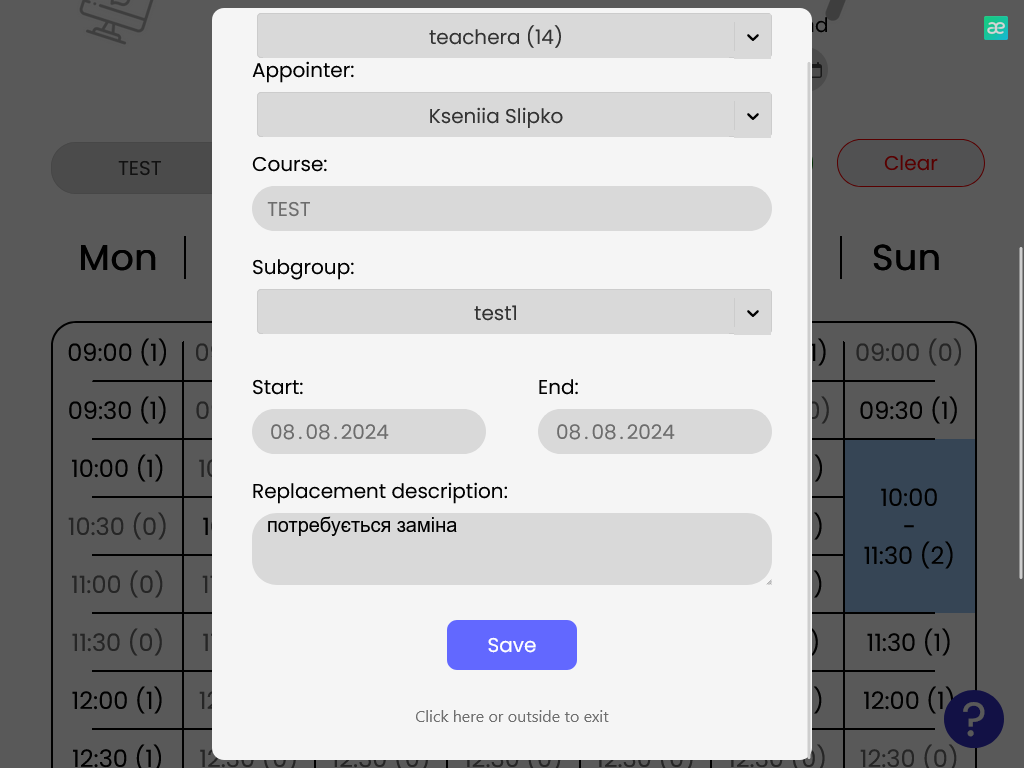 teachera (14)
Appointer:
Kseniia Slipko
Course:
TEST
Subgroup:
test1
Start:
End:
08.08.2024
08.08.2024
Replacement description:
потребується заміна
Save
Click here or outside to exit
TEST
Clear
Mon
Sun
09:00 (1)
09:00 (0)
09:30 (1)
09:30 (1)
10:00 (1)
10:00
-
11:30 (2)
10:30 (0)
11:00 (0)
11:30 (0)
11:30 (1)
12:00 (1)
12:00 (1)
12:30 (1)
12:30 (0)
?
æ